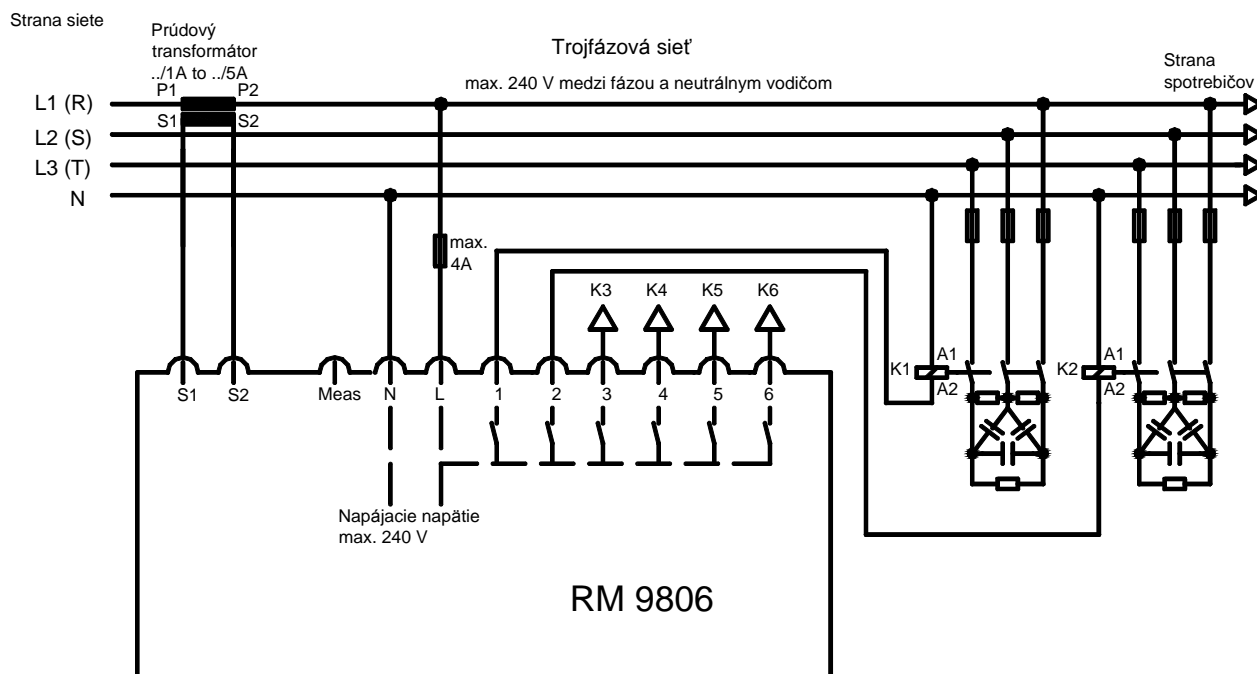 Strana siete
Prúdový
transformátor
../1A to ../5A
Trojfázová sieť
max. 240 V medzi fázou a neutrálnym vodičom
Strana
spotrebičov
P1
P2
L1 (R)
S1
S2
L2 (S)
L3 (T)
N
max.
4A
K3
K4
K5
K6
K1
A1
A2
K2
A1
A2
S1
S2
Meas
N
L
1
2
3
4
5
6
Napájacie napätie
max. 240 V
RM 9806